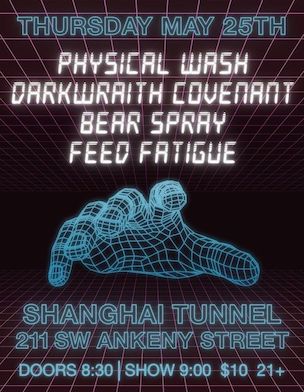 THURSDAY MAY 25TH
PHYSICAL WASH
DARKWRAITH COVENANT
BEAR SPRAY
FEED FATIGUE
SHANGHAI TUNNEL
211 SW ANKENY STREET
DOORS 8:30 | SHOW 9:00 $10 21+